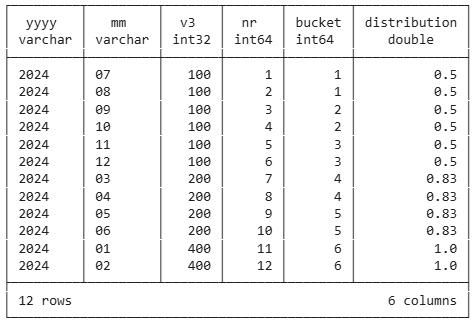 yyyy mm v3 nr bucket distribution
varchar varchar int32 int64 int64 double
2024 07 100 1 1 0.5
2024 08 100 2 1 0.5
2024 09 100 3 2 0.5
2024 10 100 4 2 0.5
2024 11 100 5 3 0.5
2024 12 100 6 3 0.5
2024 03 200 7 4 0.83
2024 04 200 8 4 0.83
2024 05 200 9 5 0.83
2024 06 200 10 5 0.83
2024 01 400 11 6 1.0
2024 02 400 12 6 1.0
12 rows 6 columns